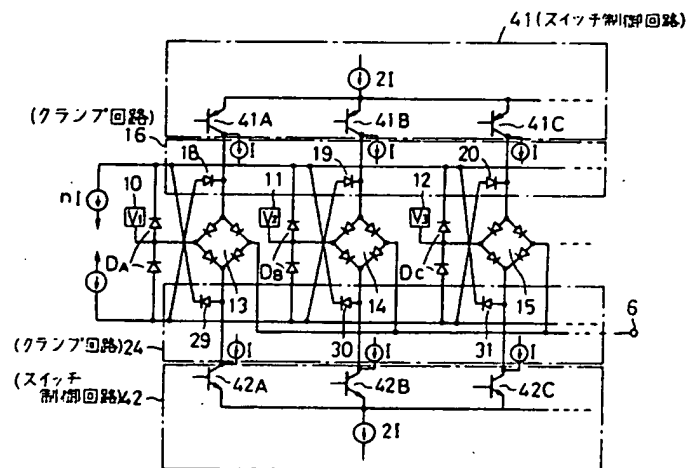 41(スイッチ制御回路)
2I
41A
41B
41C
(クランプ回路)
16
I
I
I
18
19
20
nI
10
V1
11
V2
12
V3
DA
DB
DC
13
14
15
29
30
31
6
(クランプ回路)24
I
I
I
(スイッチ
制御回路)42
42A
42B
42C
2I